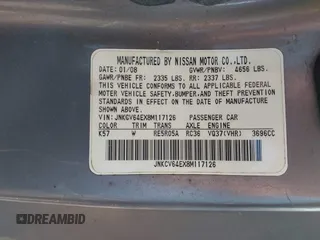 MANUFACTURED BY NISSAN MOTOR CO.,LTD.
DATE: 01/08 GVWR/PNBV: 4656 LBS.
GAWR/PNBE FR: 2335 LBS. RR: 2337 LBS.
THIS VEHICLE CONFORMS TO ALL APPLICABLE FEDERAL
MOTOR VEHICLE SAFETY,BUMPER,AND THEFT PREVENTION
STANDARDS IN EFFECT ON THE DATE OF MANUFACTURE
SHOWN ABOVE.
VIN: JNKCV64EX8M117126 PASSENGER CAR
COLOR TRIM TRANS AXLE ENGINE
K57 W RE5R05A RC36 VQ37(VHR) 3696CC
JNKCV64EX8M117126
DREAMBID